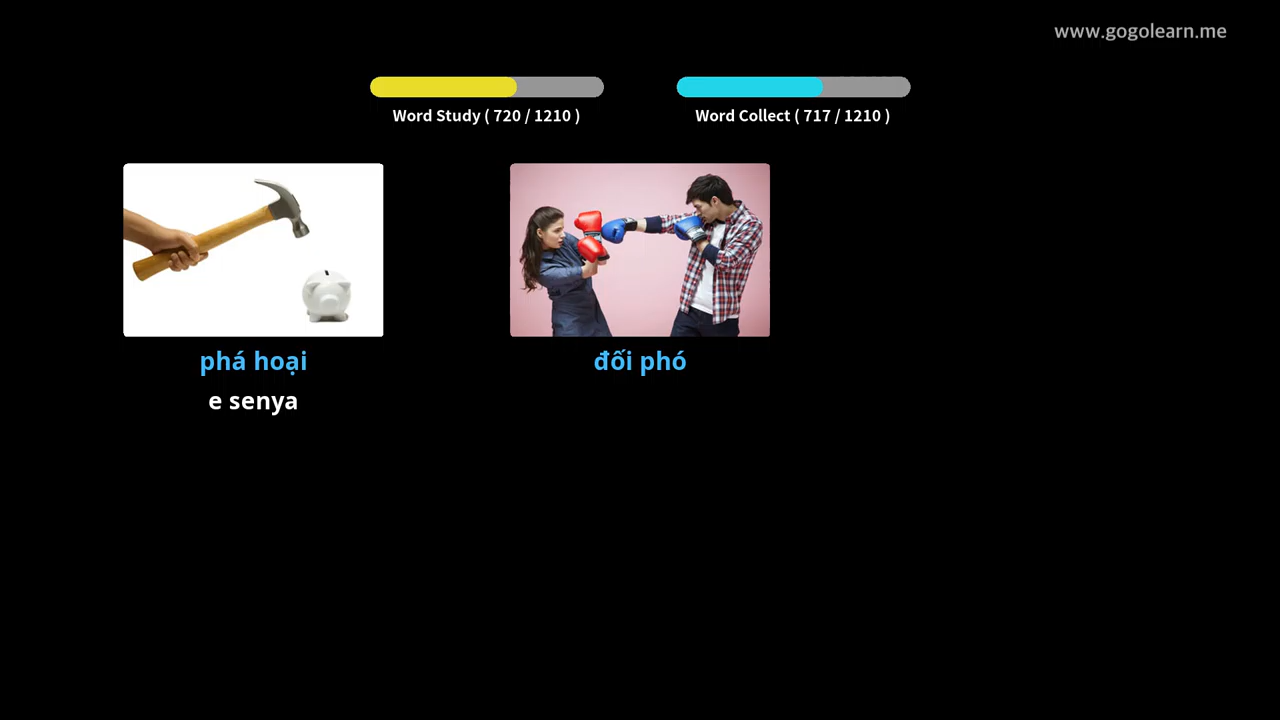 www.gogolearn.me
Word Study ( 720 / 1210 )
Word Collect ( 717 / 1210 )
phá hoại
đối phó
e senya